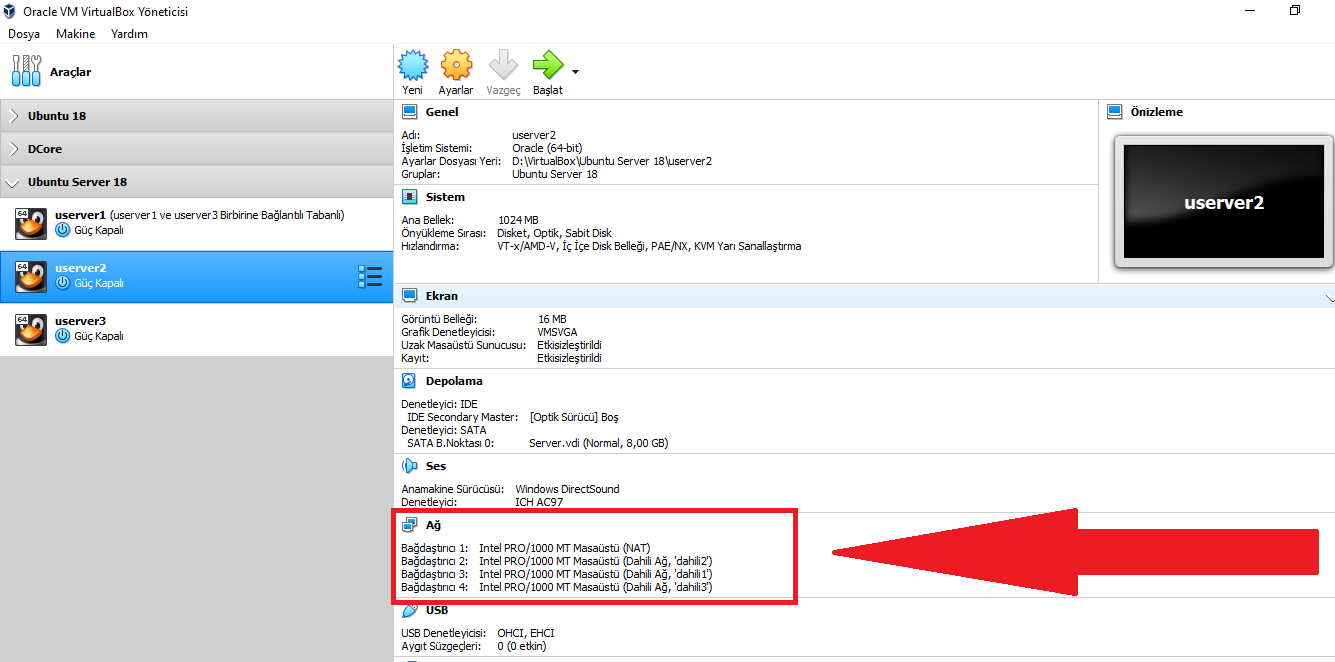 Oracle VM VirtualBox Yöneticisi
Dosya Makine Yardım
Araçlar
Yeni Ayarlar Vazgeç Başlat
Ubuntu 18
DCore
Ubuntu Server 18
64
userver1 (userver1 ve userver3 Birbirine Bağlantılı Tabanlı)
Güç Kapalı
64
userver2
Güç Kapalı
64
userver3
Güç Kapalı
Genel
Adı: userver2
İşletim Sistemi: Oracle (64-bit)
Ayarlar Dosyası Yeri: D:\VirtualBox\Ubuntu Server 18\userver2
Gruplar: Ubuntu Server 18
Önizleme
userver2
Sistem
Ana Bellek: 1024 MB
Önyükleme Sırası: Disket, Optik, Sabit Disk
Hızlandırma: VT-x/AMD-V, İç İçe Disk Belleği, PAE/NX, KVM Yarı Sanallaştırma
Ekran
Görüntü Belleği: 16 MB
Grafik Denetleyicisi: VMSVGA
Uzak Masaüstü Sunucusu: Etkisizleştirildi
Kayıt: Etkisizleştirildi
Depolama
Denetleyici: IDE
IDE Secondary Master: [Optik Sürücü] Boş
Denetleyici: SATA
SATA B.Noktası 0: Server.vdi (Normal, 8,00 GB)
Ses
Anamakine Sürücüsü: Windows DirectSound
Denetleyici: ICH AC97
Ağ
Bağdaştırıcı 1: Intel PRO/1000 MT Masaüstü (NAT)
Bağdaştırıcı 2: Intel PRO/1000 MT Masaüstü (Dahili Ağ, 'dahili2')
Bağdaştırıcı 3: Intel PRO/1000 MT Masaüstü (Dahili Ağ, 'dahili1')
Bağdaştırıcı 4: Intel PRO/1000 MT Masaüstü (Dahili Ağ, 'dahili3')
USB
USB Denetleyicisi: OHCI, EHCI
Aygıt Süzgeçleri: 0 (0 etkin)